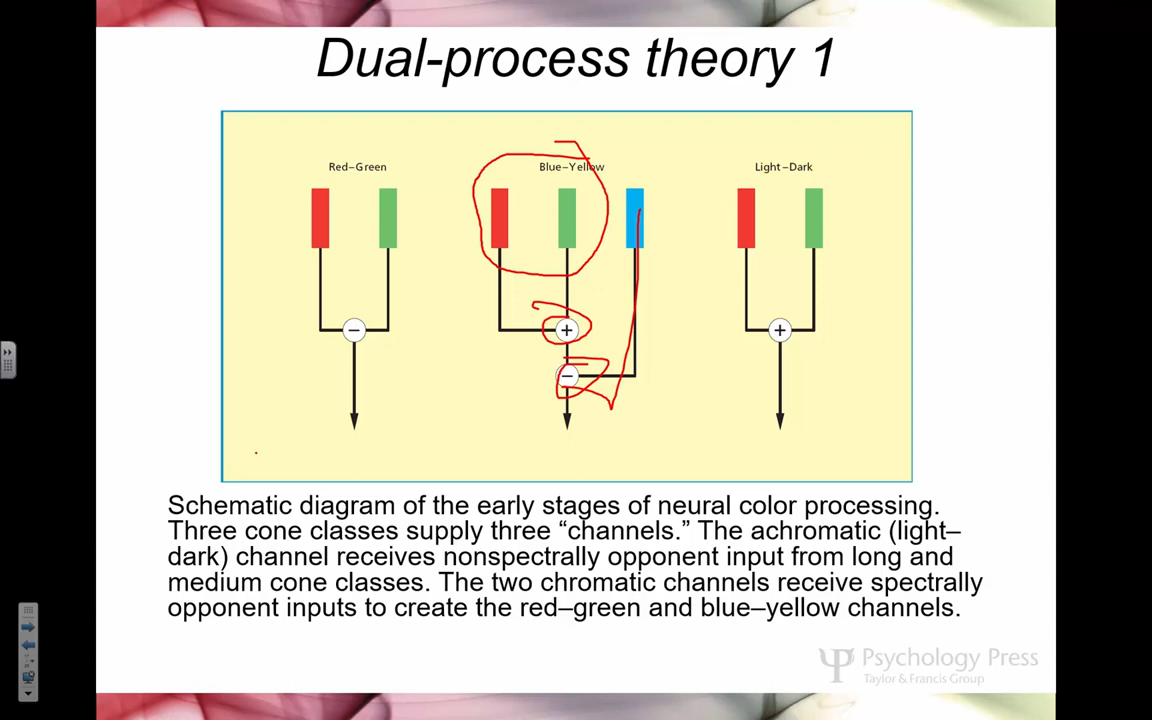 Dual-process theory 1
Red–Green
Blue–Yellow
Light–Dark
−
+
+
−
Schematic diagram of the early stages of neural color processing.
Three cone classes supply three “channels.” The achromatic (light–
dark) channel receives nonspectrally opponent input from long and
medium cone classes. The two chromatic channels receive spectrally
opponent inputs to create the red–green and blue–yellow channels.
Psychology Press
Taylor & Francis Group